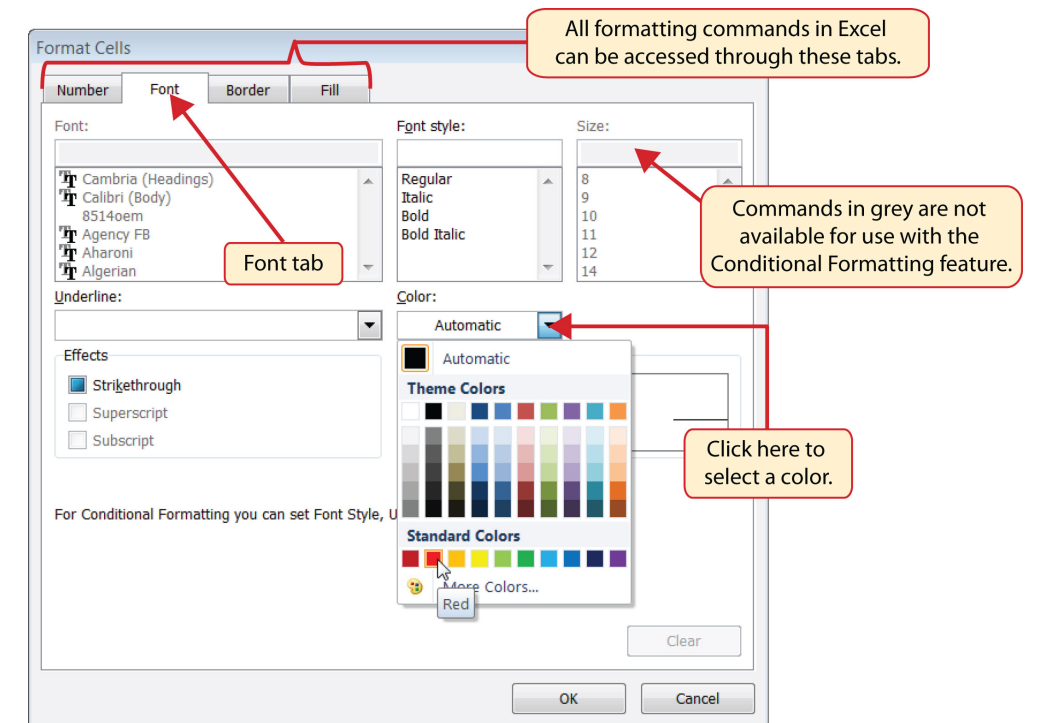 All formatting commands in Excel
can be accessed through these tabs.
Format Cells
Number Font Border Fill
Font: Font style: Size:
Cambria (Headings) Regular 8
Calibri (Body) Italic 9
8514oem Bold 10
Agency FB Bold Italic 11
Aharoni 12
Algerian 14
Font tab
Commands in grey are not
available for use with the
Conditional Formatting feature.
Underline: Color:
Automatic
Effects
Strikethrough
Superscript
Subscript
Automatic
Theme Colors
Click here to
select a color.
For Conditional Formatting you can set Font Style, U
Standard Colors
More Colors...
Red
Clear
OK Cancel